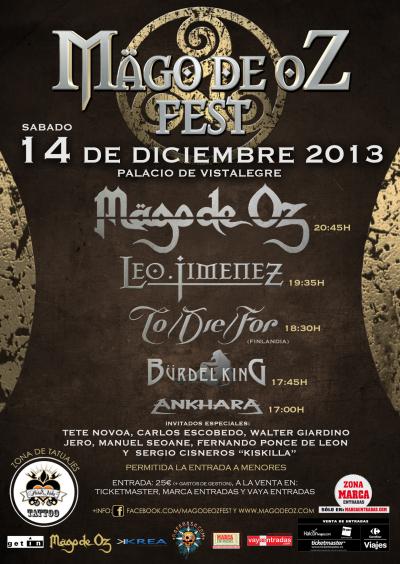 MÄGO DE OZ
FEST
SABADO
14 DE DICIEMBRE 2013
PALACIO DE VISTALEGRE
Mägo de Oz 20:45H
LEO.JIMENEZ 19:35H
To/Die/For 18:30H
(FINLANDIA)
BÜRDEL KING 17:45H
ANKHARA 17:00H
INVITADOS ESPECIALES:
TETE NOVOA, CARLOS ESCOBEDO, WALTER GIARDINO
JERO, MANUEL SEOANE, FERNANDO PONCE DE LEON
Y SERGIO CISNEROS "KISKILLA"
PERMITIDA LA ENTRADA A MENORES
ENTRADA: 25€ (+ GASTOS DE GESTION), A LA VENTA EN:
TICKETMASTER, MARCA ENTRADAS Y VAYA ENTRADAS
ZONA DE TATUAJES
TATTOO
ZONA
MARCA
ENTRADAS
SÓLO EN: MARCAENTRADAS.COM
+INFO: f FACEBOOK.COM/MAGODEOZFEST Y WWW.MAGODEOZ.COM
getin
Mägo de Oz
KREA
MARCA
ENTRADAS
vayaentradas
VENTA DE ENTRADAS
ticketmaster
Carrefour
Viajes